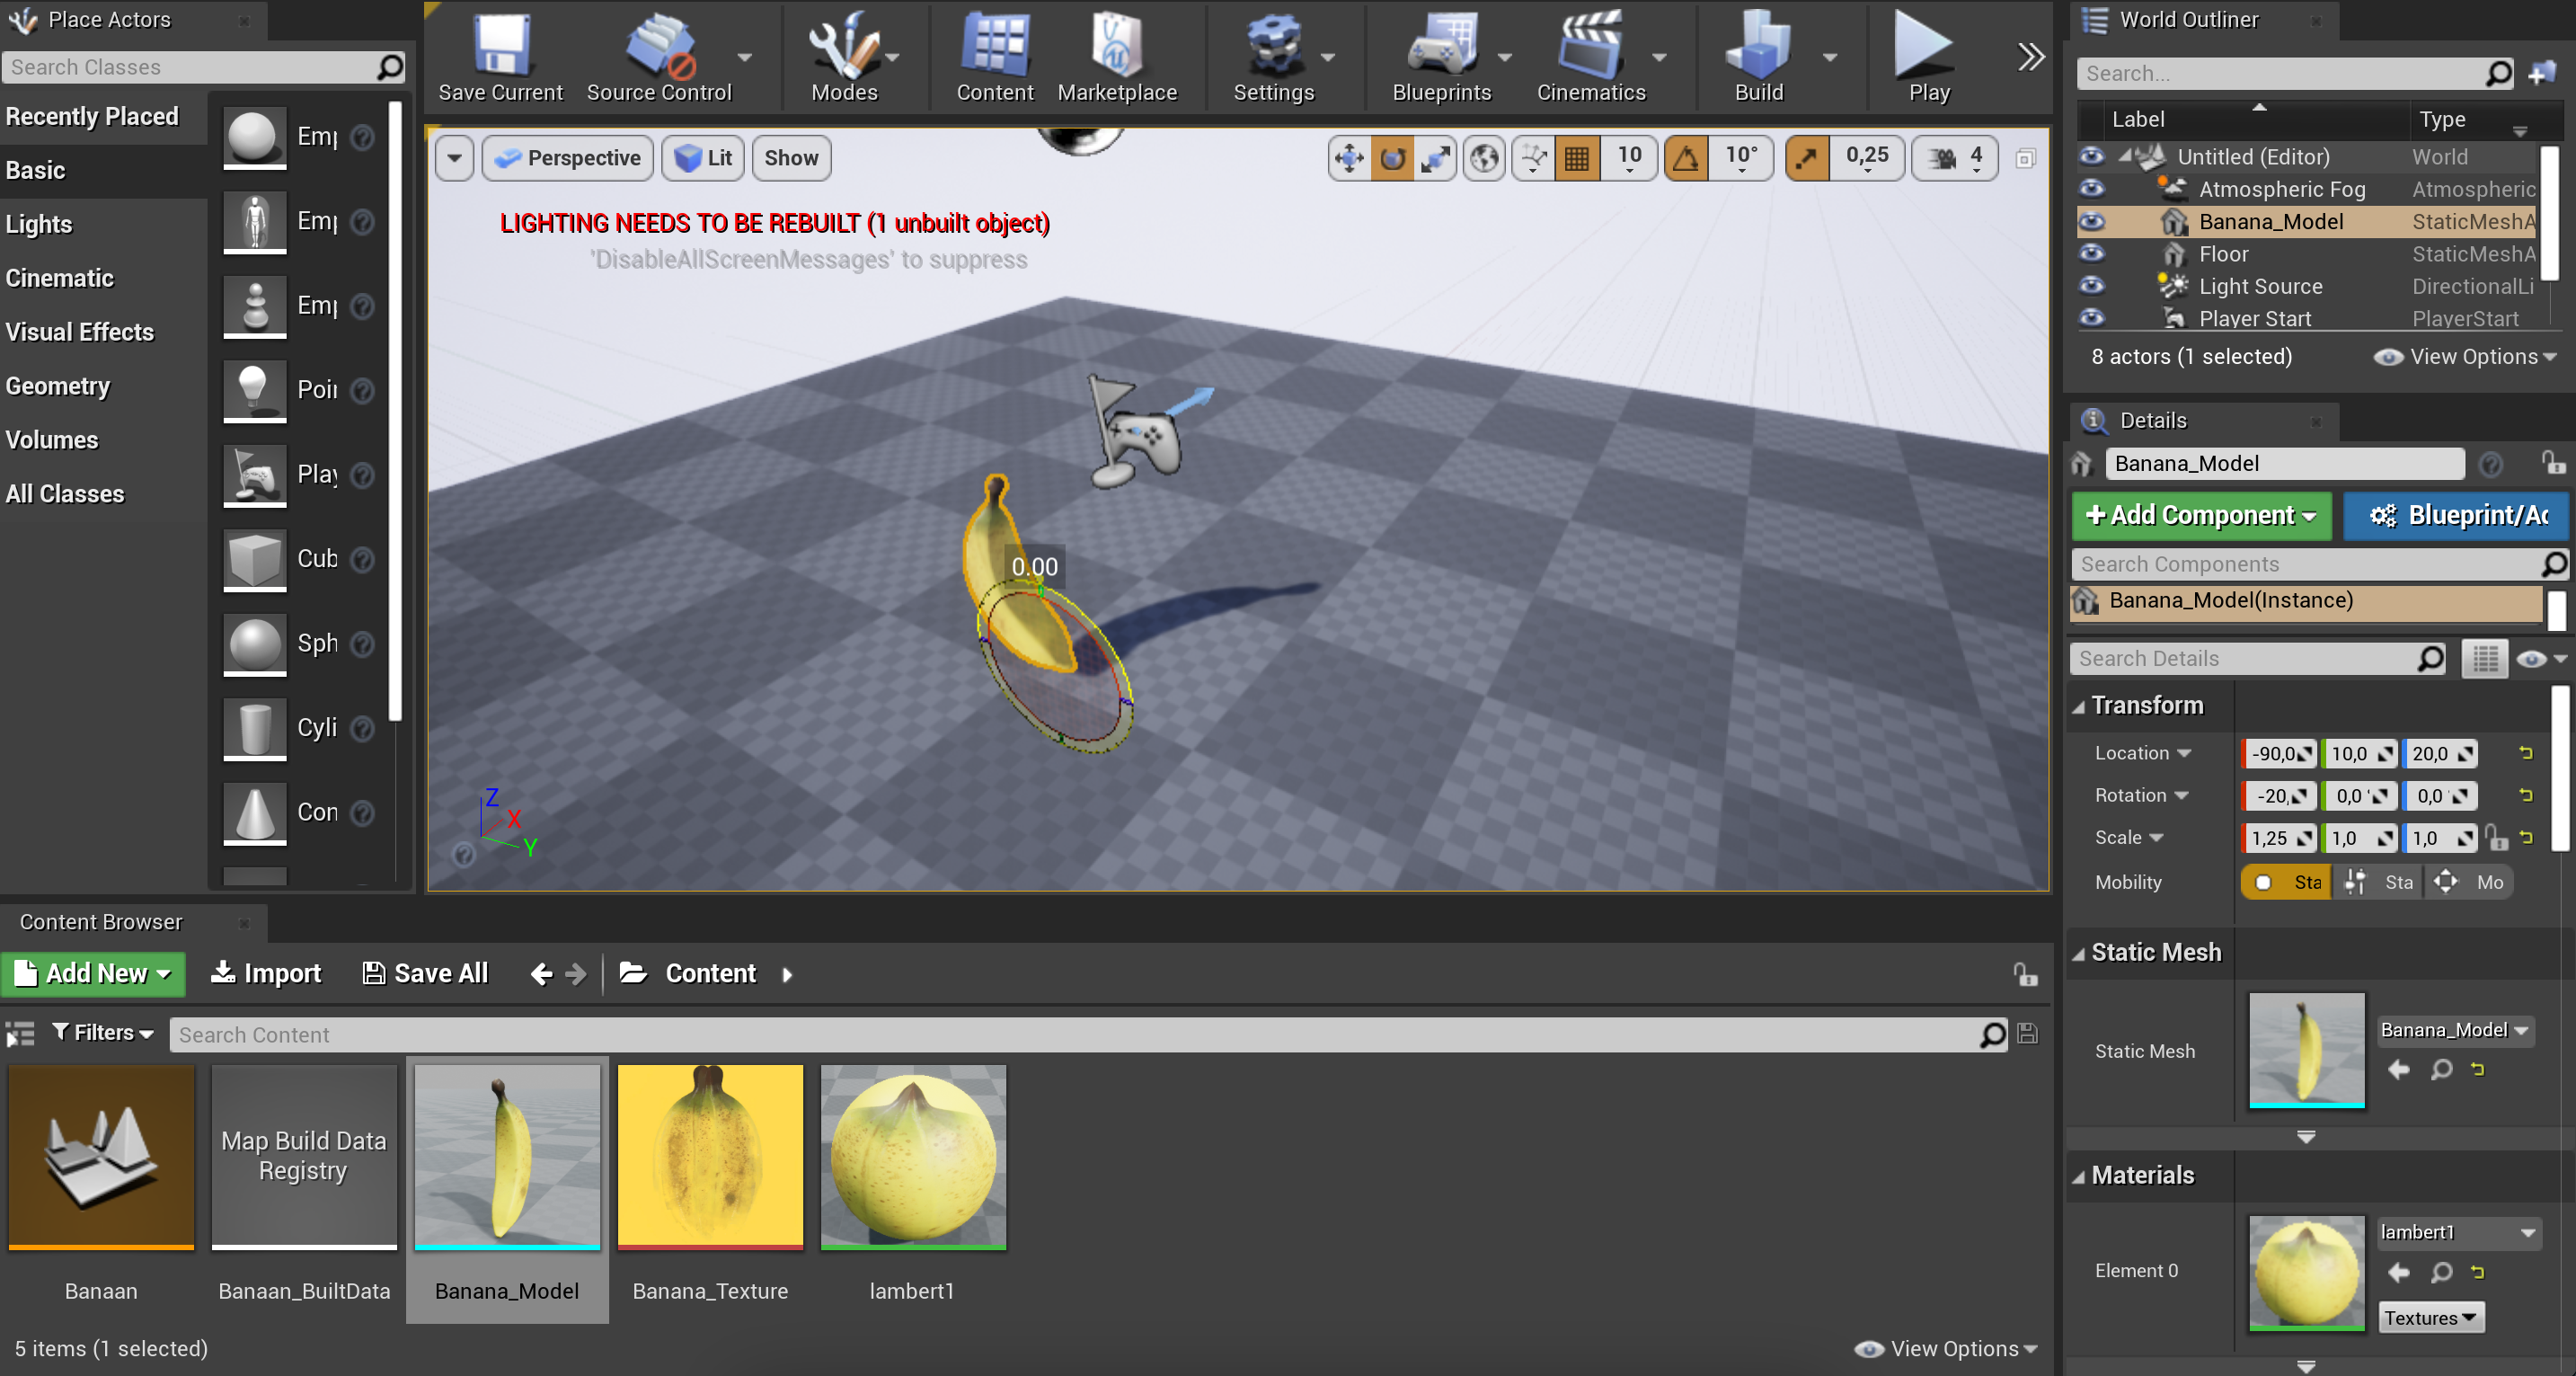 Place Actors
Search Classes
Recently Placed
Basic
Lights
Cinematic
Visual Effects
Geometry
Volumes
All Classes
Emp
Emp
Emp
Poin
Play
Cub
Sph
Cyli
Con
Save Current
Source Control
Modes
Content
Marketplace
Settings
Blueprints
Cinematics
Build
Play
Perspective
Lit
Show
10
10°
0,25
4
LIGHTING NEEDS TO BE REBUILT (1 unbuilt object)
'DisableAllScreenMessages' to suppress
0.00
Z
X
Y
World Outliner
Search...
Label
Type
Untitled (Editor)
World
Atmospheric Fog
Atmospheric
Banana_Model
StaticMeshA
Floor
StaticMeshA
Light Source
DirectionalLi
Player Start
PlayerStart
8 actors (1 selected)
View Options
Details
Banana_Model
+Add Component
Blueprint/Ac
Search Components
Banana_Model(Instance)
Search Details
Transform
Location
-90,0
10,0
20,0
Rotation
-20,
0,0 °
0,0 °
Scale
1,25
1,0
1,0
Mobility
Sta
Sta
Mo
Static Mesh
Static Mesh
Banana_Model
Materials
Element 0
lambert1
Textures
Content Browser
Add New
Import
Save All
Content
Filters
Search Content
Map Build Data
Registry
Banaan
Banaan_BuiltData
Banana_Model
Banana_Texture
lambert1
5 items (1 selected)
View Options